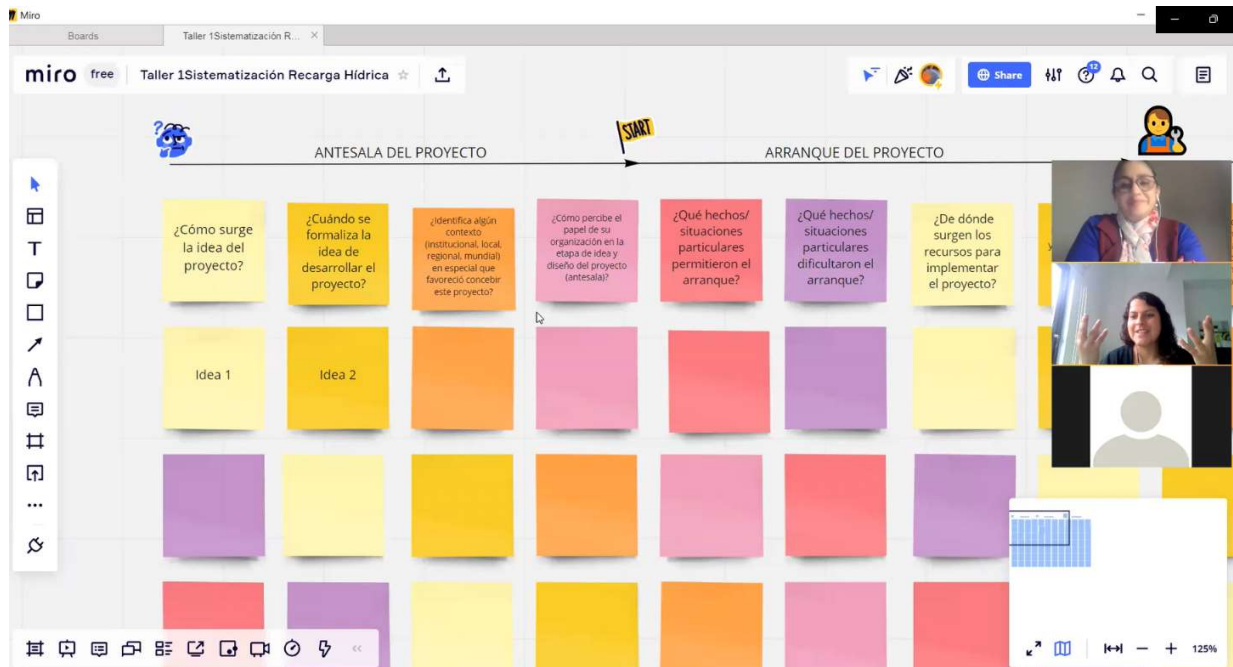 Miro
Boards
Taller 1Sistematización R...
miro free
Taller 1Sistematización Recarga Hídrica
Share
12
START
ANTESALA DEL PROYECTO
ARRANQUE DEL PROYECTO
¿Cómo surge
la idea del
proyecto?
¿Cuándo se
formaliza la
idea de
desarrollar el
proyecto?
¿Identifica algún
contexto
(institucional, local,
regional, mundial)
en especial que
favoreció concebir
este proyecto?
¿Cómo percibe el
papel de su
organización en la
etapa de idea y
diseño del proyecto
(antesala)?
¿Qué hechos/
situaciones
particulares
permitieron el
arranque?
¿Qué hechos/
situaciones
particulares
dificultaron el
arranque?
¿De dónde
surgen los
recursos para
implementar
el proyecto?
Idea 1
Idea 2
125%